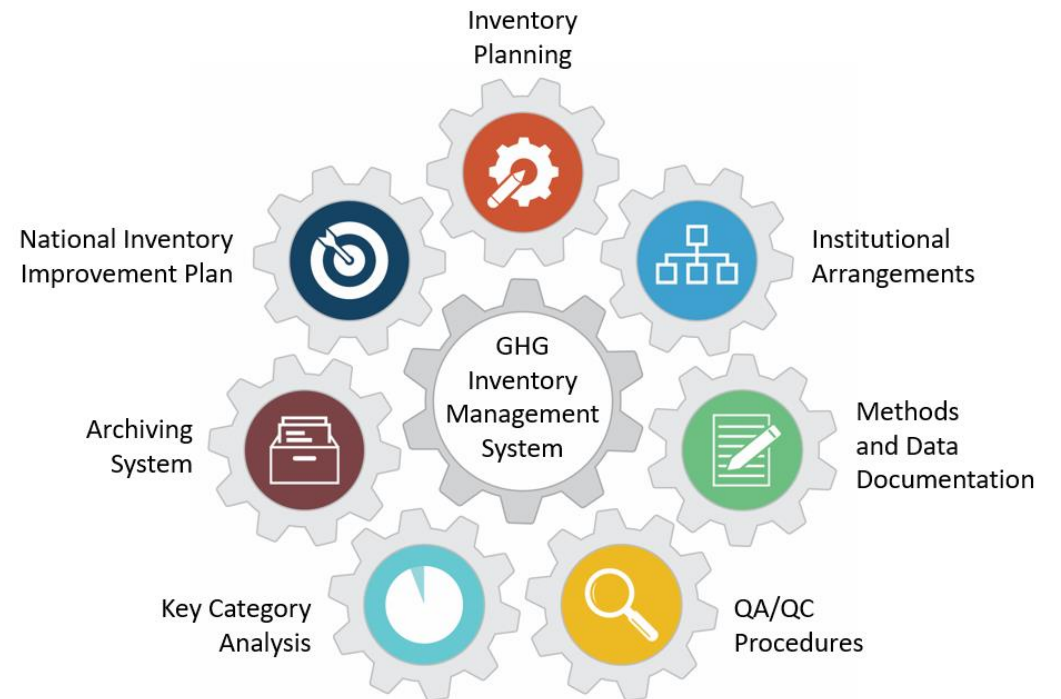 Inventory
Planning
National Inventory
Improvement Plan
Institutional
Arrangements
GHG
Inventory
Management
System
Archiving
System
Methods
and Data
Documentation
Key Category
Analysis
QA/QC
Procedures